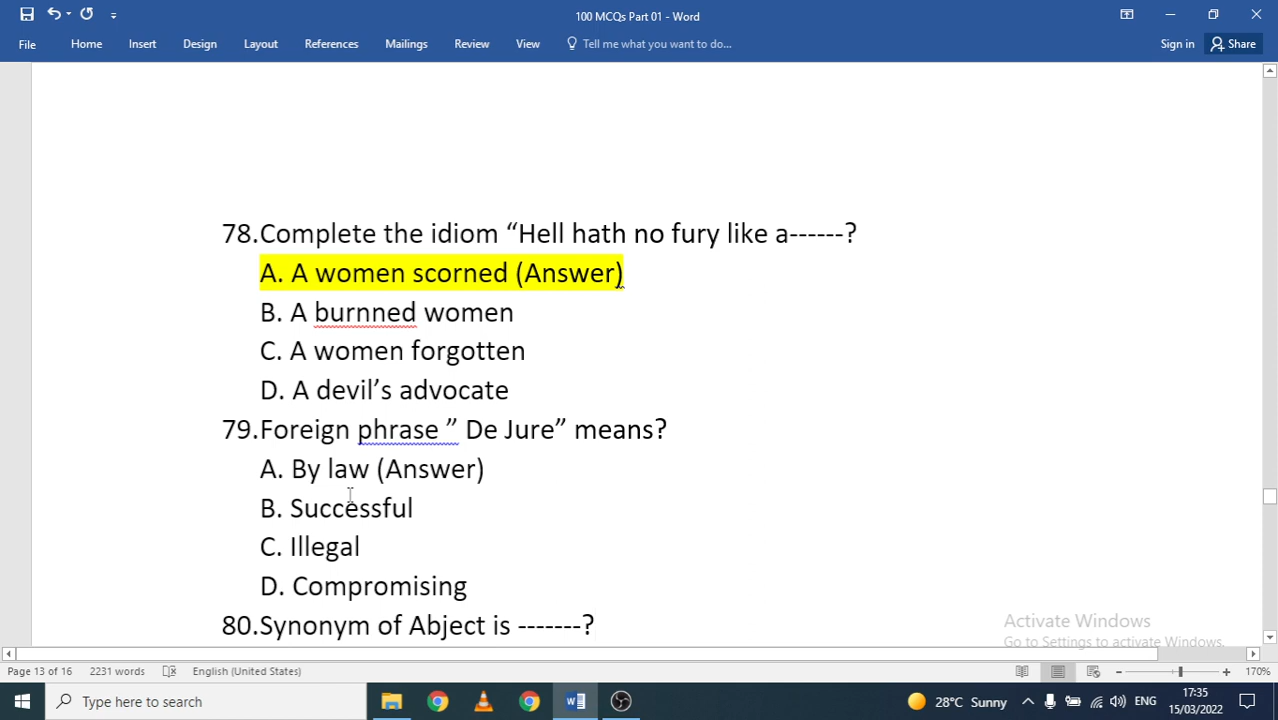 100 MCQs Part 01 - Word
File Home Insert Design Layout References Mailings Review View Tell me what you want to do... Sign in Share
78.Complete the idiom “Hell hath no fury like a------?
A. A women scorned (Answer)
B. A burnned women
C. A women forgotten
D. A devil’s advocate
79.Foreign phrase ” De Jure” means?
A. By law (Answer)
B. Successful
C. Illegal
D. Compromising
80.Synonym of Abject is -------?
Activate Windows
Go to Settings to activate Windows.
Page 13 of 16 2231 words English (United States) 170%
Type here to search 28°C Sunny ENG 17:35
15/03/2022